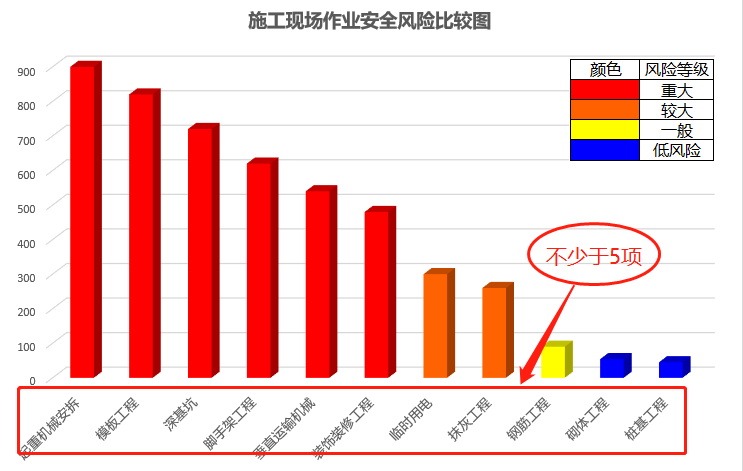 施工现场作业安全风险比较图
颜色 风险等级
重大
较大
一般
低风险
900
800
700
600
500
400
300
200
100
0
不少于5项
起重机械安拆
模板工程
深基坑
脚手架工程
垂直运输机械
装饰装修工程
临时用电
抹灰工程
钢筋工程
砌体工程
桩基工程